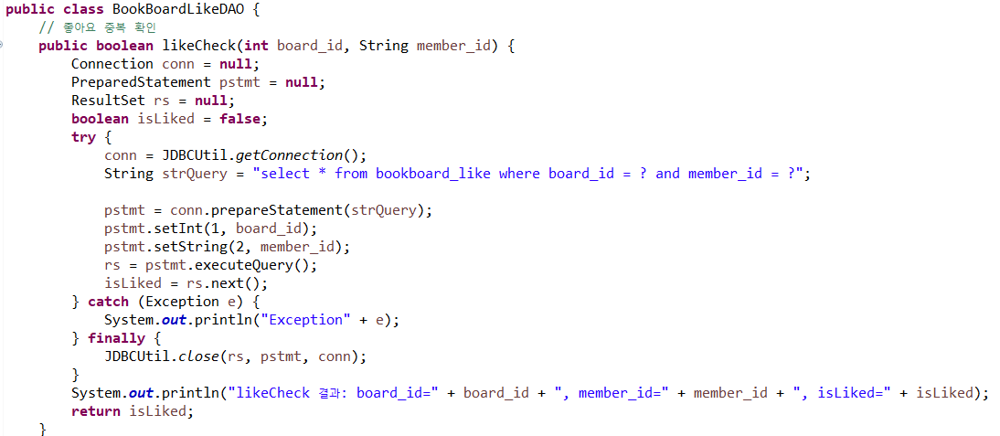 public class BookBoardLikeDAO {
// 좋아요 중복 확인
public boolean likeCheck(int board_id, String member_id) {
Connection conn = null;
PreparedStatement pstmt = null;
ResultSet rs = null;
boolean isLiked = false;
try {
conn = JDBCUtil.getConnection();
String strQuery = "select * from bookboard_like where board_id = ? and member_id = ?";
pstmt = conn.prepareStatement(strQuery);
pstmt.setInt(1, board_id);
pstmt.setString(2, member_id);
rs = pstmt.executeQuery();
isLiked = rs.next();
} catch (Exception e) {
System.out.println("Exception" + e);
} finally {
JDBCUtil.close(rs, pstmt, conn);
}
System.out.println("likeCheck 결과: board_id=" + board_id + ", member_id=" + member_id + ", isLiked=" + isLiked);
return isLiked;
}